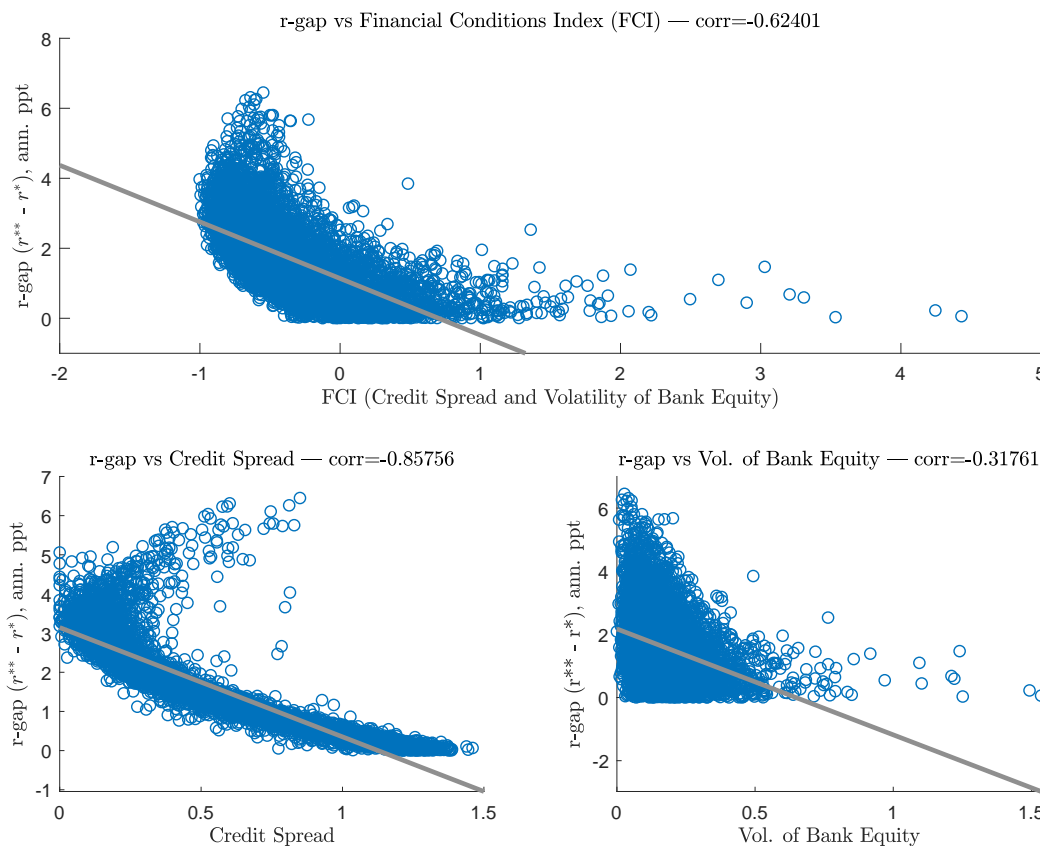 r-gap vs Financial Conditions Index (FCI) — corr=-0.62401
r-gap (r** - r*), ann. ppt
8
6
4
2
0
-2 -1 0 1 2 3 4 5
FCI (Credit Spread and Volatility of Bank Equity)
r-gap vs Credit Spread — corr=-0.85756
r-gap (r** - r*), ann. ppt
7
6
5
4
3
2
1
0
-1
0 0.5 1 1.5
Credit Spread
r-gap vs Vol. of Bank Equity — corr=-0.31761
r-gap (r** - r*), ann. ppt
6
4
2
0
-2
0 0.5 1 1.5
Vol. of Bank Equity